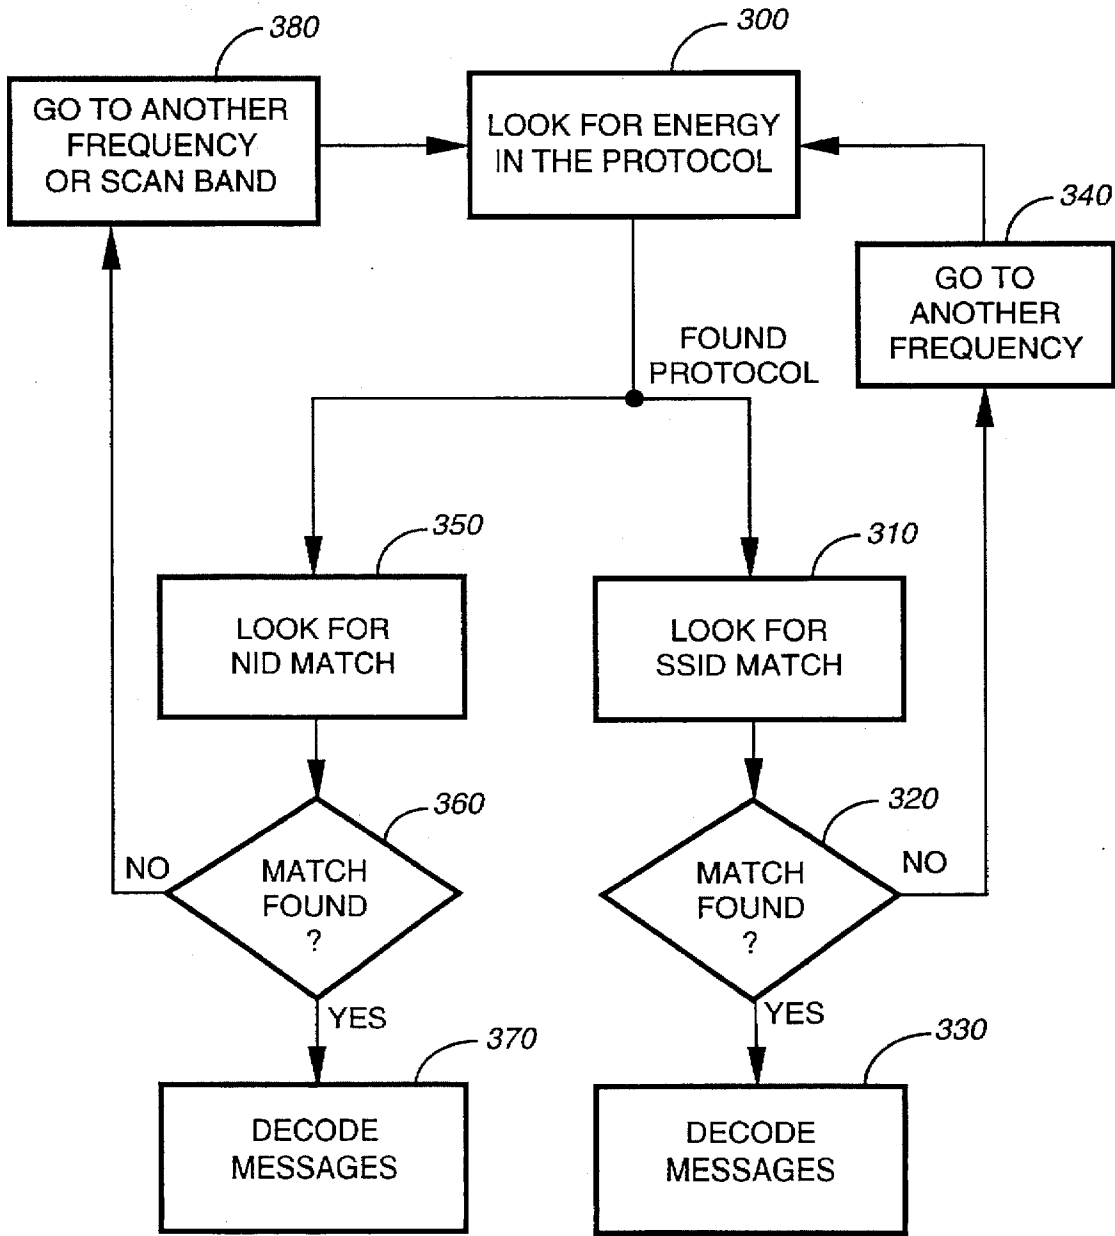 380
GO TO ANOTHER
FREQUENCY
OR SCAN BAND
300
LOOK FOR ENERGY
IN THE PROTOCOL
340
GO TO
ANOTHER
FREQUENCY
FOUND
PROTOCOL
350
LOOK FOR
NID MATCH
310
LOOK FOR
SSID MATCH
360
MATCH
FOUND
?
NO
YES
320
MATCH
FOUND
?
NO
YES
370
DECODE
MESSAGES
330
DECODE
MESSAGES